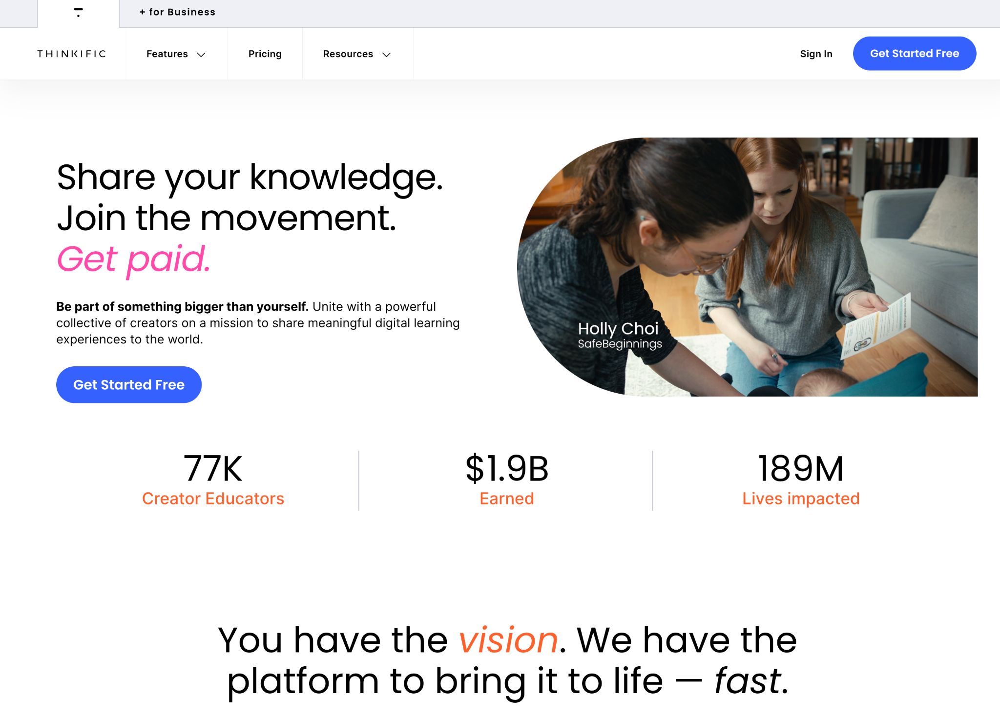 + for Business
THINKIFIC
Features
Pricing
Resources
Sign In
Get Started Free
Share your knowledge.
Join the movement.
Get paid.
Be part of something bigger than yourself. Unite with a powerful
collective of creators on a mission to share meaningful digital learning
experiences to the world.
Get Started Free
Holly Choi
SafeBeginnings
77K
Creator Educators
$1.9B
Earned
189M
Lives impacted
You have the vision. We have the
platform to bring it to life — fast.